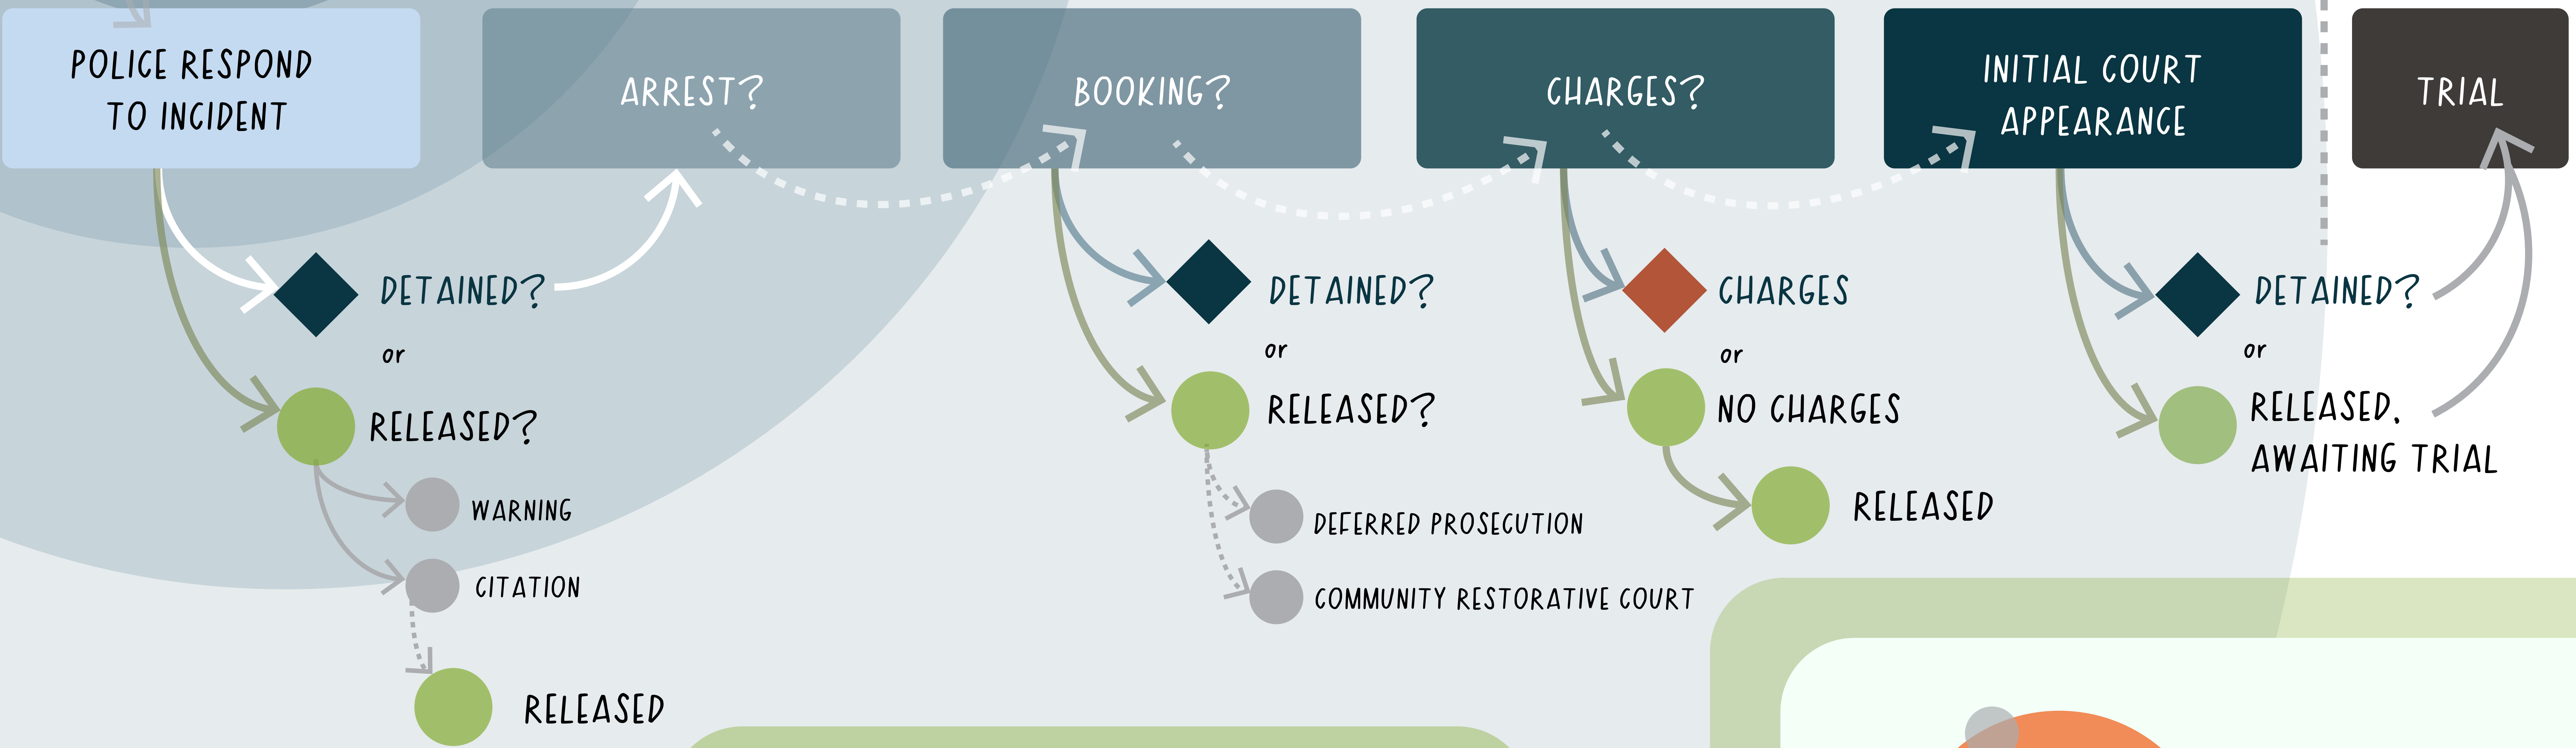 POLICE RESPOND
TO INCIDENT
ARREST?
BOOKING?
CHARGES?
INITIAL COURT
APPEARANCE
TRIAL
DETAINED?
or
RELEASED?
WARNING
CITATION
RELEASED
DETAINED?
or
RELEASED?
DEFERRED PROSECUTION
COMMUNITY RESTORATIVE COURT
CHARGES
or
NO CHARGES
RELEASED
DETAINED?
or
RELEASED,
AWAITING TRIAL